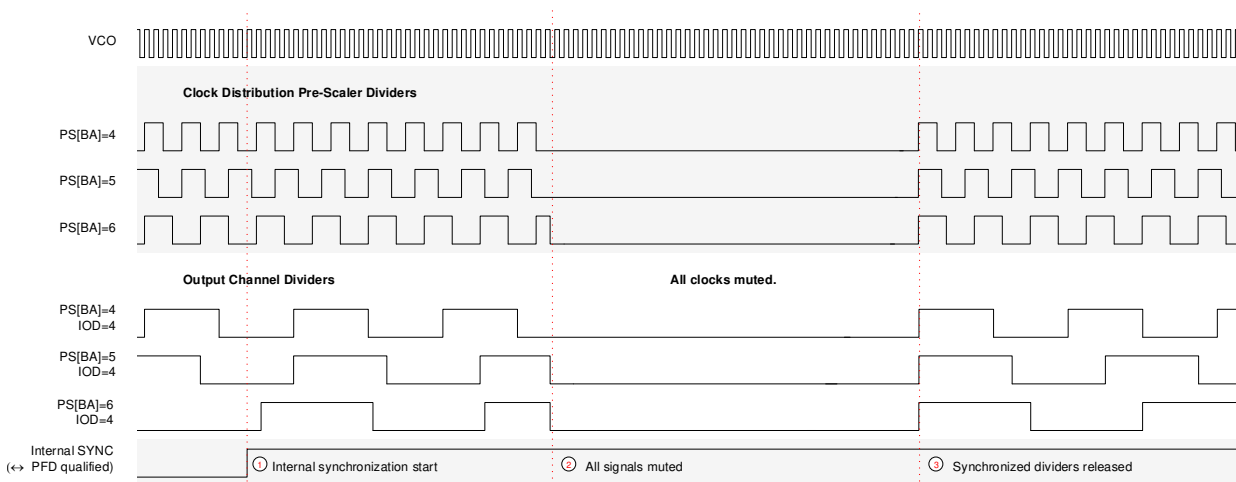 VCO
Clock Distribution Pre-Scaler Dividers
PS[BA]=4
PS[BA]=5
PS[BA]=6
Output Channel Dividers
All clocks muted.
PS[BA]=4
IOD=4
PS[BA]=5
IOD=4
PS[BA]=6
IOD=4
Internal SYNC
(↔ PFD qualified)
1 Internal synchronization start
2 All signals muted
3 Synchronized dividers released